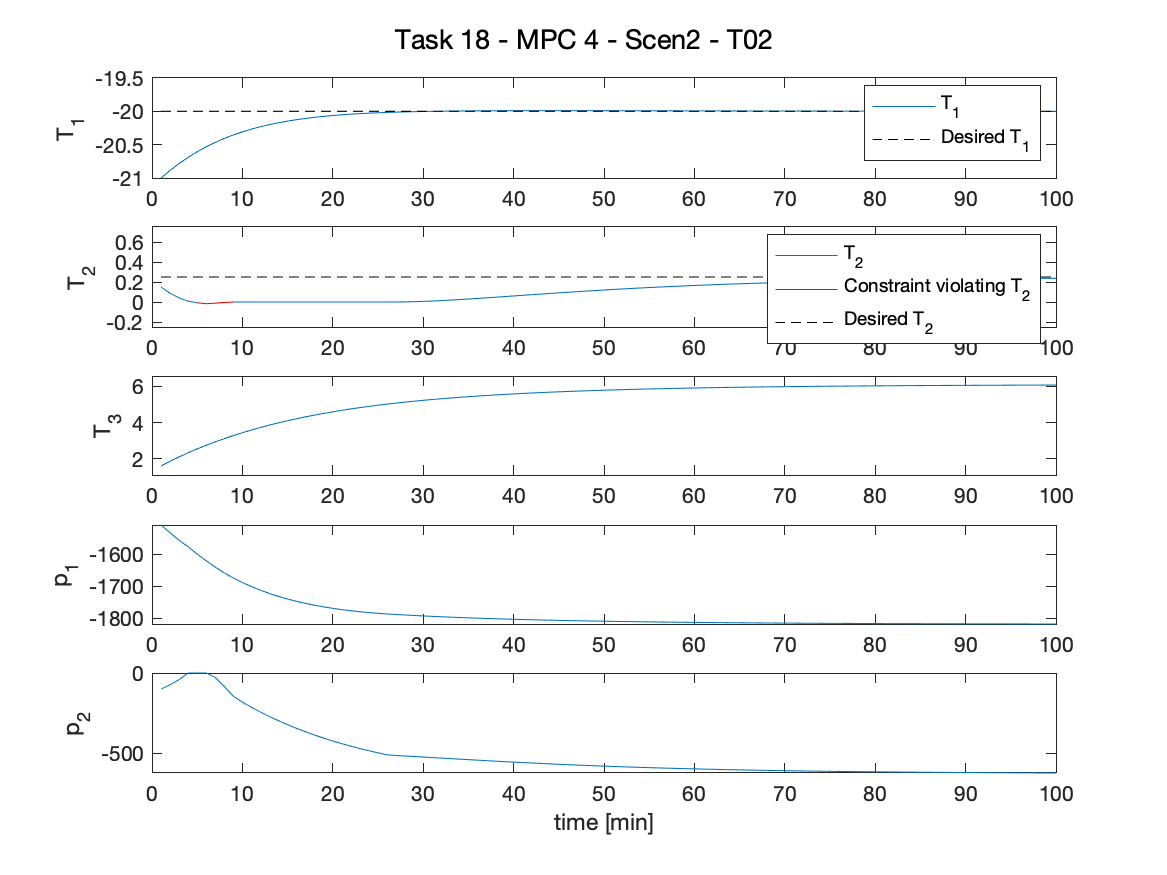 Task 18 - MPC 4 - Scen2 - T02
-19.5
-20
-20.5
-21
T1
T1
Desired T1
0 10 20 30 40 50 60 70 80 90 100
0.6
0.4
0.2
0
-0.2
T2
T2
Constraint violating T2
Desired T2
0 10 20 30 40 50 60 70 80 90 100
6
4
2
T3
0 10 20 30 40 50 60 70 80 90 100
-1600
-1700
-1800
p1
0 10 20 30 40 50 60 70 80 90 100
0
-500
p2
0 10 20 30 40 50 60 70 80 90 100
time [min]